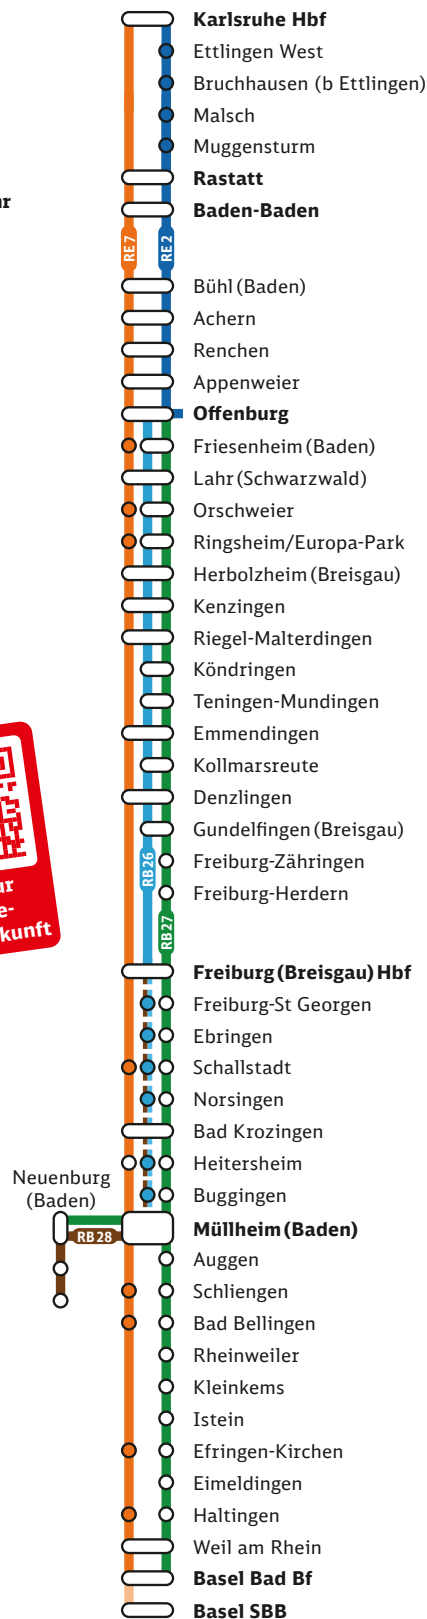 Karlsruhe Hbf
Ettlingen West
Bruchhausen (b Ettlingen)
Malsch
Muggensturm
Rastatt
Baden-Baden
RE 7
RE 2
Bühl (Baden)
Achern
Renchen
Appenweier
Offenburg
Friesenheim (Baden)
Lahr (Schwarzwald)
Orschweier
Ringsheim/Europa-Park
Herbolzheim (Breisgau)
Kenzingen
Riegel-Malterdingen
Köndringen
Teningen-Mundingen
Emmendingen
Kollmarsreute
Denzlingen
Gundelfingen (Breisgau)
RB26
Freiburg-Zähringen
Freiburg-Herdern
RB27
kunft
Freiburg (Breisgau) Hbf
Freiburg-St Georgen
Ebringen
Schallstadt
Norsingen
Bad Krozingen
Heitersheim
Neuenburg
(Baden)
Buggingen
Müllheim (Baden)
RB 28
Auggen
Schliengen
Bad Bellingen
Rheinweiler
Kleinkems
Istein
Efringen-Kirchen
Eimeldingen
Haltingen
Weil am Rhein
Basel Bad Bf
Basel SBB